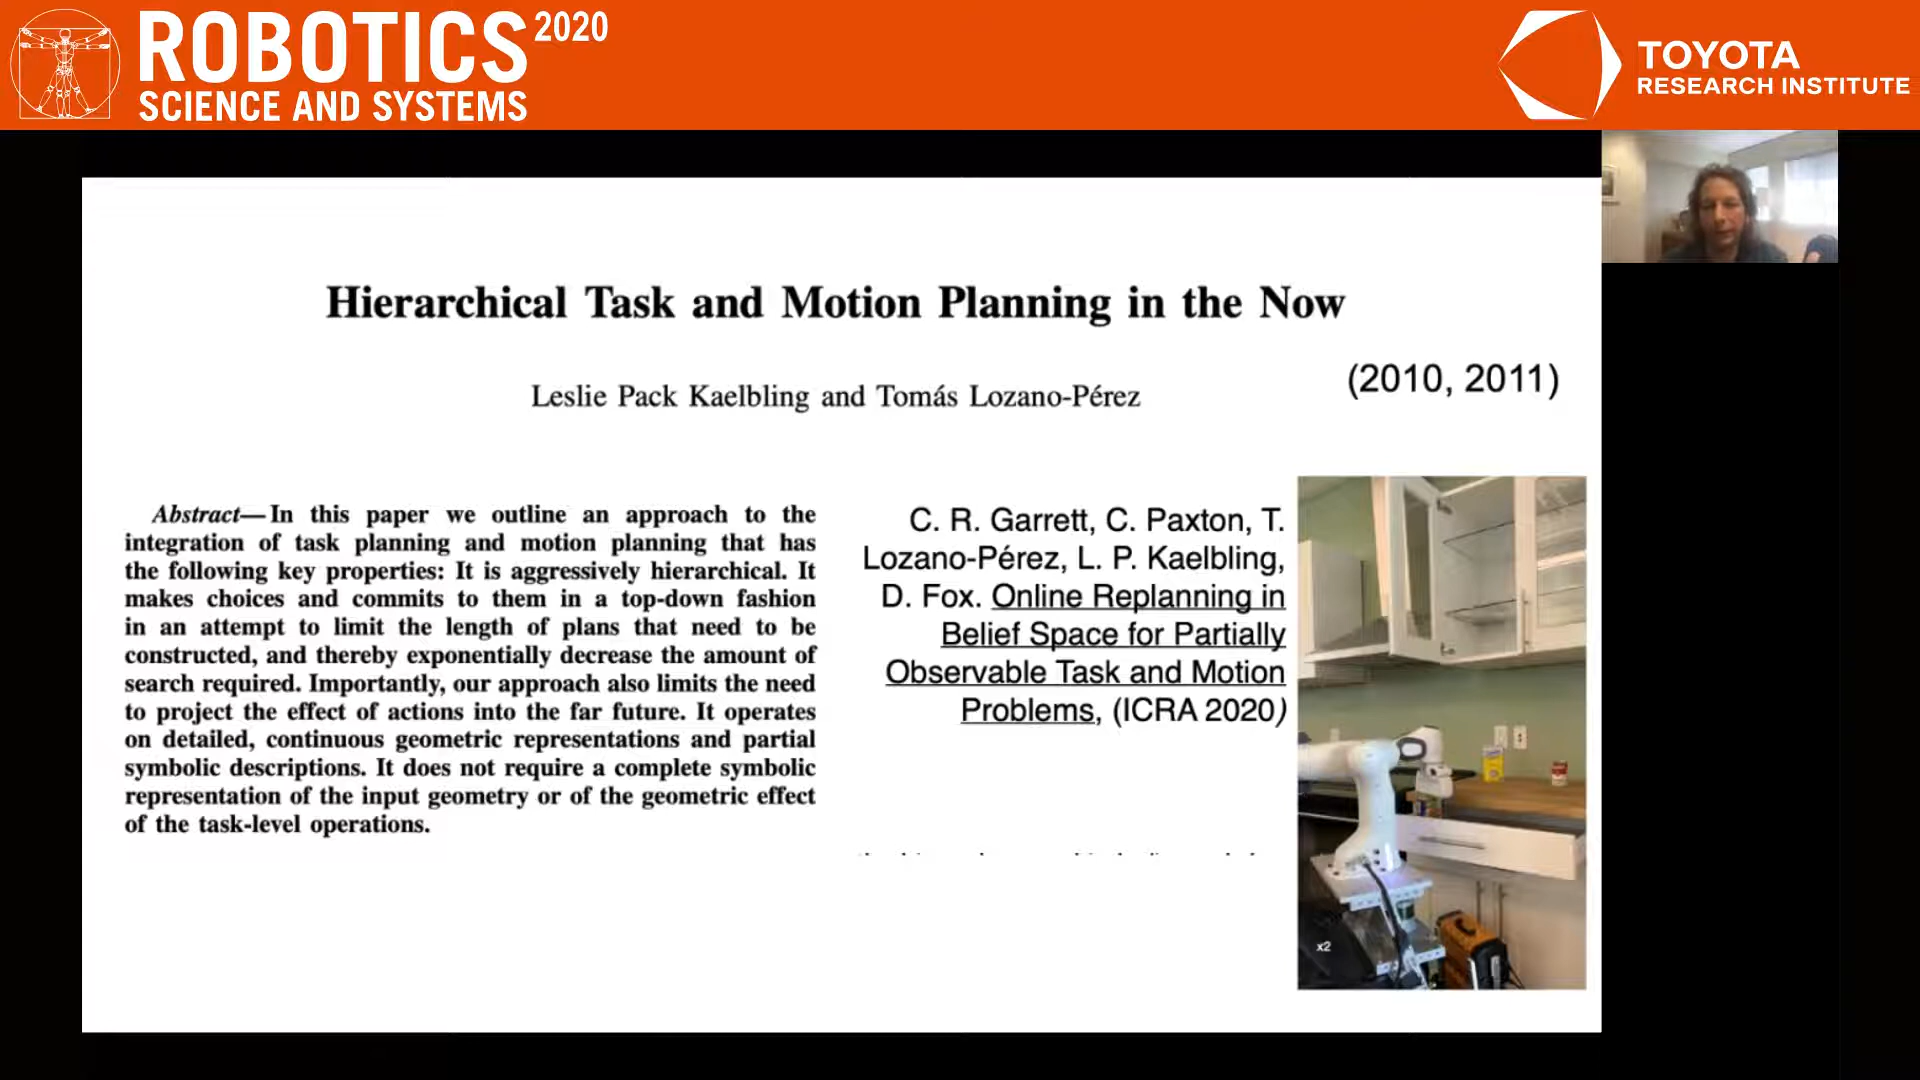 ROBOTICS 2020
SCIENCE AND SYSTEMS
TOYOTA
RESEARCH INSTITUTE
Hierarchical Task and Motion Planning in the Now
(2010, 2011)
Leslie Pack Kaelbling and Tomás Lozano-Pérez
Abstract—In this paper we outline an approach to the
integration of task planning and motion planning that has
the following key properties: It is aggressively hierarchical. It
makes choices and commits to them in a top-down fashion
in an attempt to limit the length of plans that need to be
constructed, and thereby exponentially decrease the amount of
search required. Importantly, our approach also limits the need
to project the effect of actions into the far future. It operates
on detailed, continuous geometric representations and partial
symbolic descriptions. It does not require a complete symbolic
representation of the input geometry or of the geometric effect
of the task-level operations.
C. R. Garrett, C. Paxton, T.
Lozano-Pérez, L. P. Kaelbling,
D. Fox. Online Replanning in
Belief Space for Partially
Observable Task and Motion
Problems, (ICRA 2020)
x2